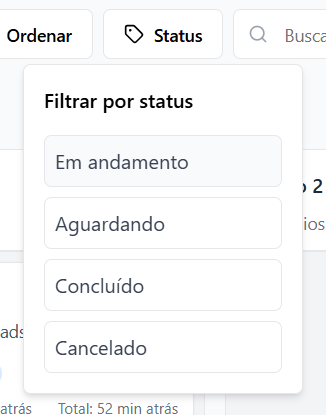 Ordenar
Status
Busca
Filtrar por status
Em andamento
o 2
Aguardando
ios
Concluído
ads
Cancelado
atrás
Total: 52 min atrás